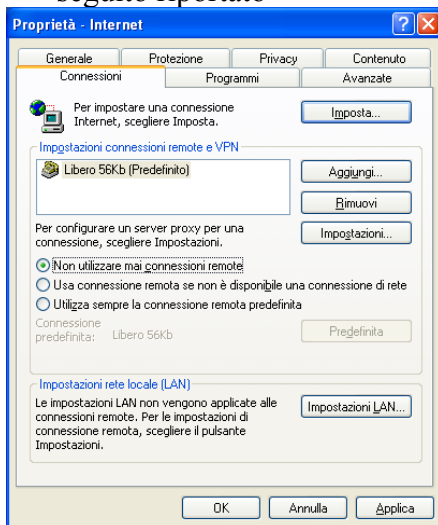 seguito riportato
Proprietà - Internet
Generale Protezione Privacy Contenuto
Connessioni Programmi Avanzate
Per impostare una connessione
Internet, scegliere Imposta.
Imposta...
Impostazioni connessioni remote e VPN
Libero 56Kb (Predefinito)
Aggiungi...
Rimuovi
Per configurare un server proxy per una
connessione, scegliere Impostazioni.
Impostazioni...
Non utilizzare mai connessioni remote
Usa connessione remota se non è disponibile una connessione di rete
Utilizza sempre la connessione remota predefinita
Connessione
predefinita: Libero 56Kb
Predefinita
Impostazioni rete locale (LAN)
Le impostazioni LAN non vengono applicate alle
connessioni remote. Per le impostazioni di
connessione remota, scegliere il pulsante
Impostazioni.
Impostazioni LAN...
OK Annulla Applica